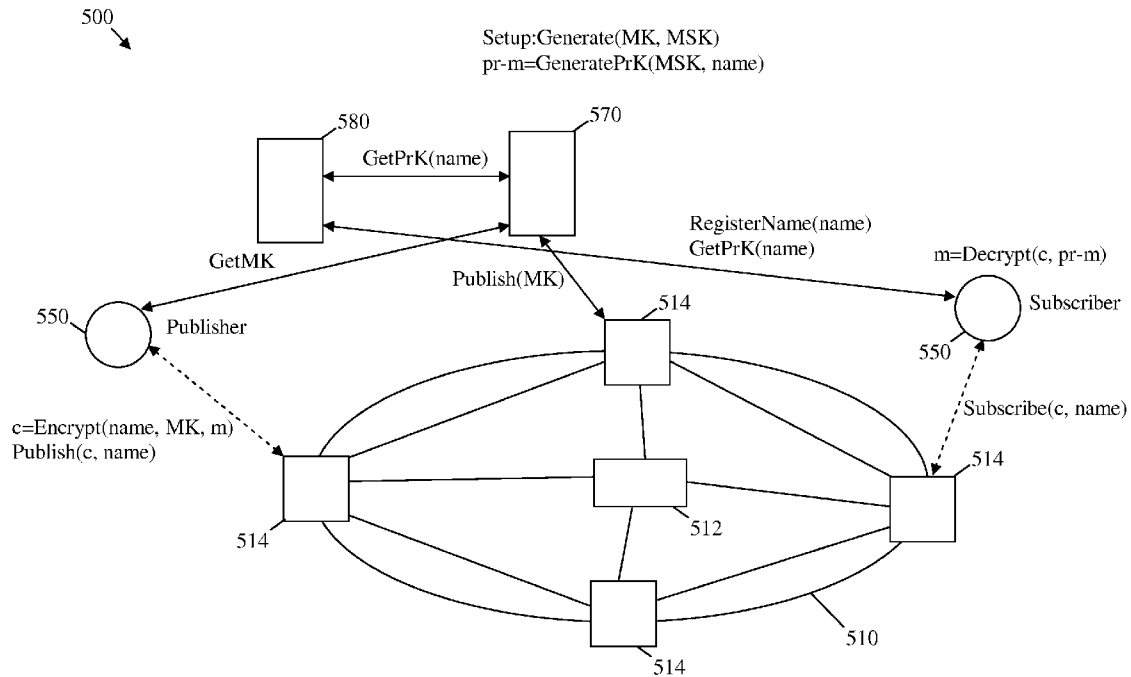 500
Setup:Generate(MK, MSK)
pr-m=GeneratePrK(MSK, name)
580
570
GetPrK(name)
RegisterName(name)
GetPrK(name)
GetMK
Publish(MK)
m=Decrypt(c, pr-m)
514
550
Publisher
Subscriber
550
c=Encrypt(name, MK, m)
Publish(c, name)
Subscribe(c, name)
514
514
512
510
514